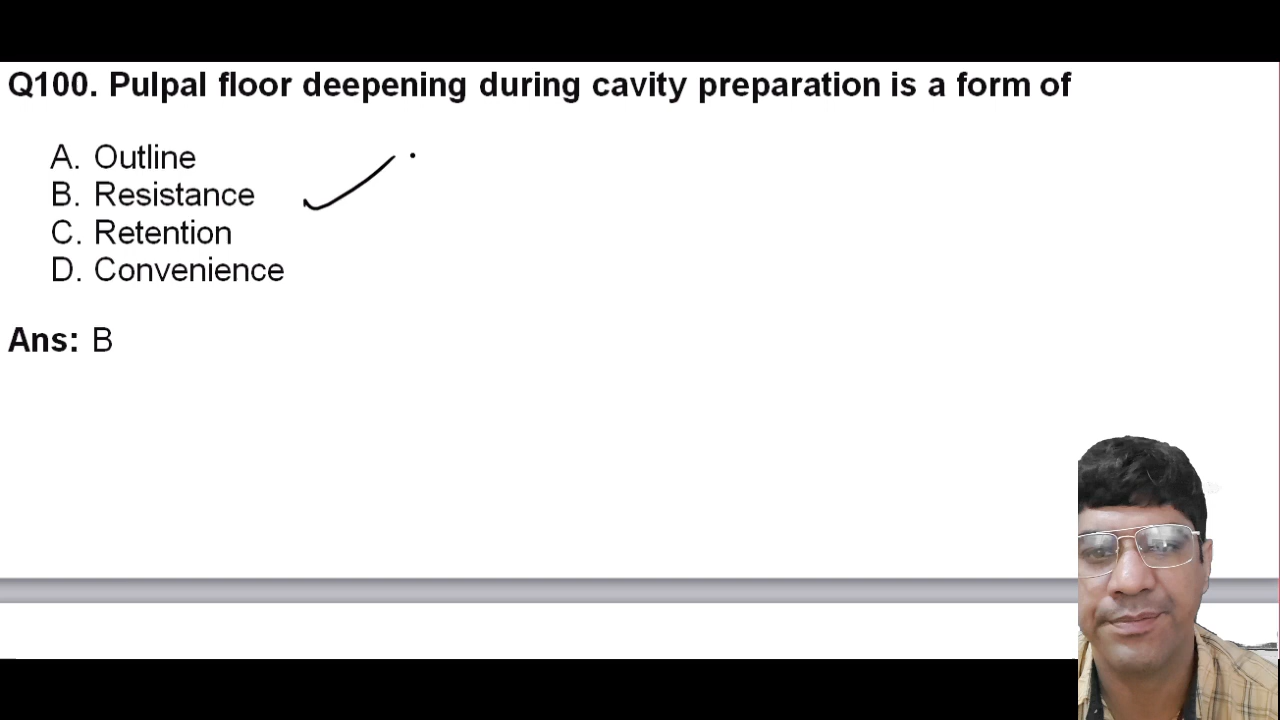 Q100. Pulpal floor deepening during cavity preparation is a form of
A. Outline
B. Resistance
C. Retention
D. Convenience
Ans: B